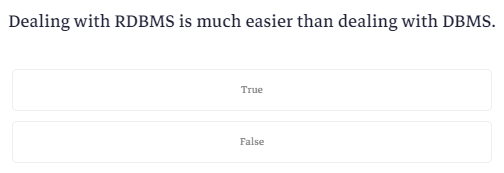 Dealing with RDBMS is much easier than dealing with DBMS.
True
False